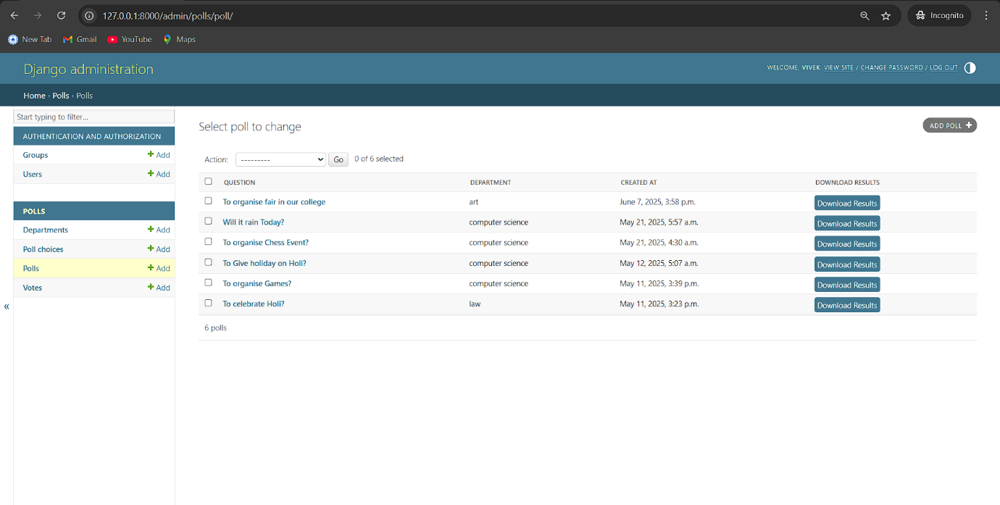 127.0.0.1:8000/admin/polls/poll/
Incognito
New Tab Gmail YouTube Maps
Django administration
WELCOME, VIVEK VIEW SITE / CHANGE PASSWORD / LOG OUT
Home › Polls › Polls
Start typing to filter...
AUTHENTICATION AND AUTHORIZATION
Groups + Add
Users + Add
POLLS
Departments + Add
Poll choices + Add
Polls + Add
Votes + Add
«
Select poll to change
ADD POLL +
Action: --------- Go 0 of 6 selected
QUESTION DEPARTMENT CREATED AT DOWNLOAD RESULTS
To organise fair in our college art June 7, 2025, 3:58 p.m. Download Results
Will it rain Today? computer science May 21, 2025, 5:57 a.m. Download Results
To organise Chess Event? computer science May 21, 2025, 4:30 a.m. Download Results
To Give holiday on Holi? computer science May 12, 2025, 5:07 a.m. Download Results
To organise Games? computer science May 11, 2025, 3:39 p.m. Download Results
To celebrate Holi? law May 11, 2025, 3:23 p.m. Download Results
6 polls